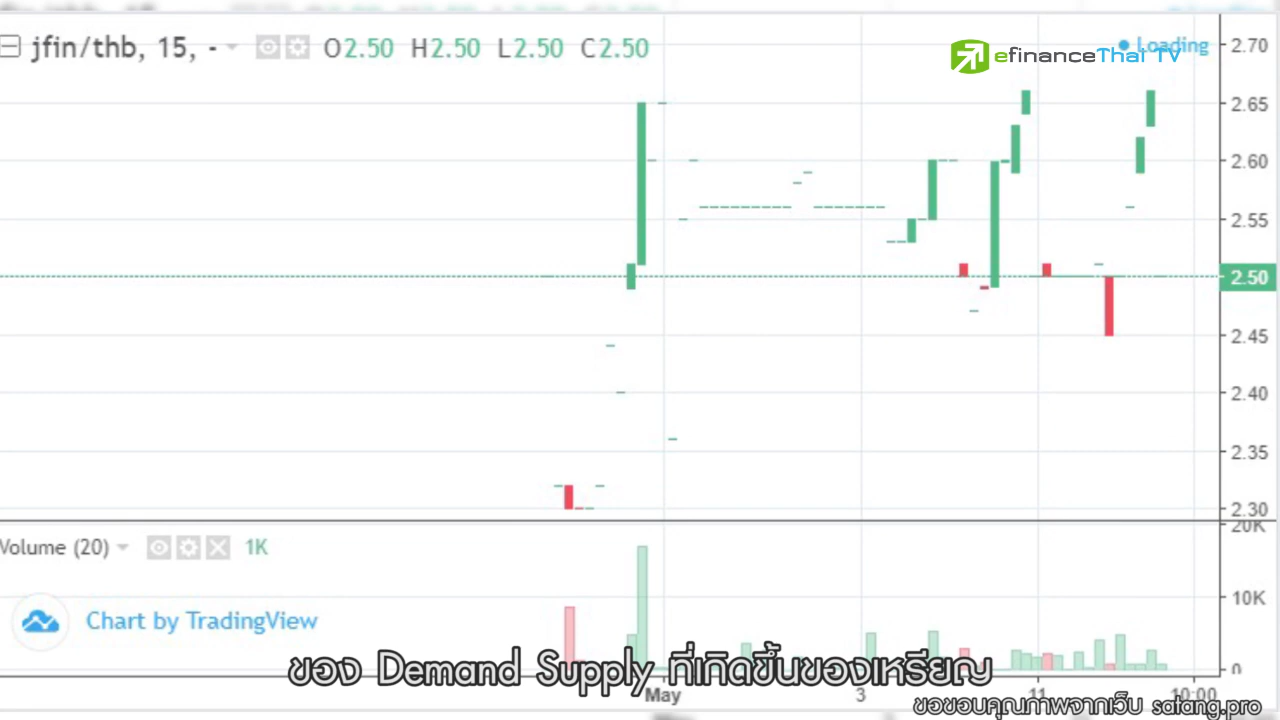 jfin/thb, 15, - O2.50 H2.50 L2.50 C2.50
Loading
efinanceThai TV
2.70
2.65
2.60
2.55
2.50
2.45
2.40
2.35
2.30
20K
Volume (20) 1K
10K
Chart by TradingView
0
ของ Demand Supply ที่เกิดขึ้นของเหรียญ
May 3 11 10:00
ขอขอบคุณภาพจากเว็บ satang.pro